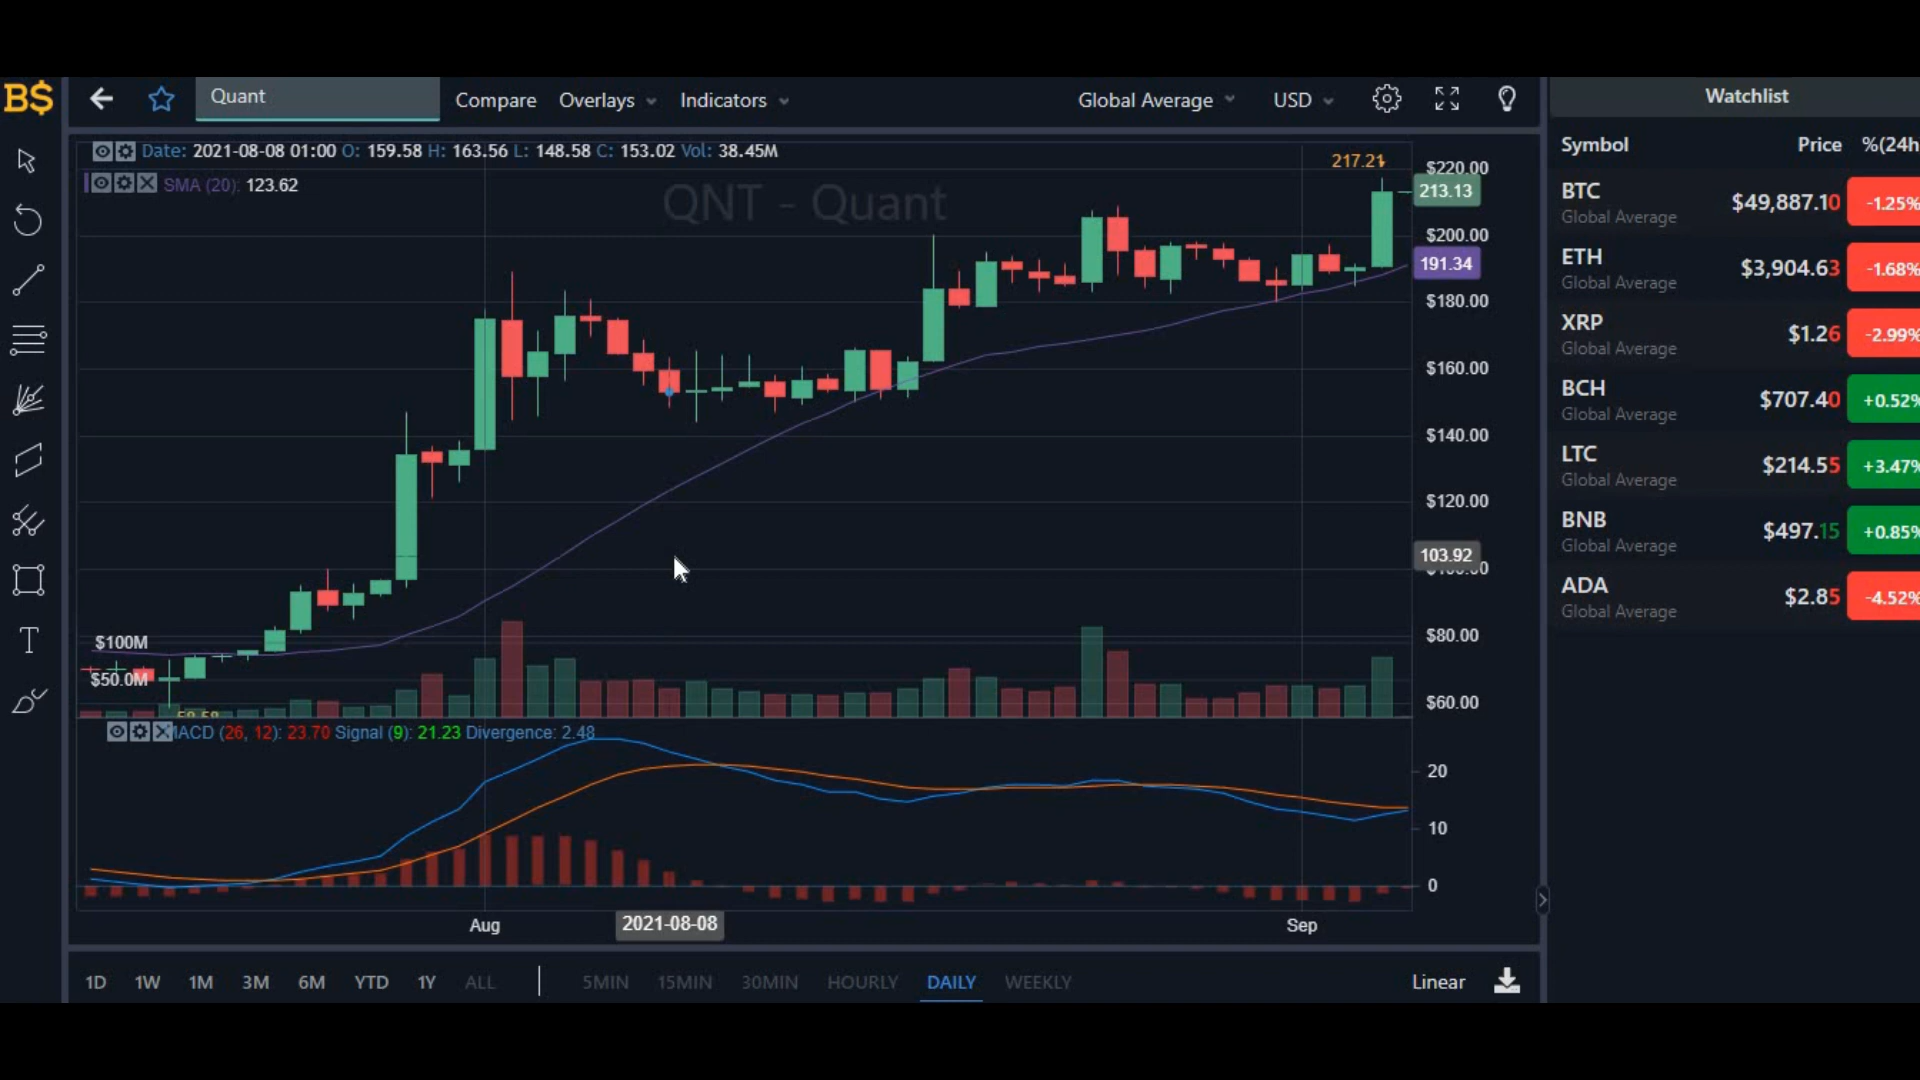 B$
Quant
Compare Overlays Indicators
Global Average USD
Watchlist
Date: 2021-08-08 01:00 O: 159.58 H: 163.56 L: 148.58 C: 153.02 Vol: 38.45M
SMA (20): 123.62
QNT - Quant
217.21
$220.00
213.13
$200.00
191.34
$180.00
$160.00
$140.00
$120.00
103.92
$80.00
$60.00
$100M
$50.0M
MACD (26, 12): 23.70 Signal (9): 21.23 Divergence: 2.48
20
10
0
Aug
2021-08-08
Sep
1D 1W 1M 3M 6M YTD 1Y ALL
5MIN 15MIN 30MIN HOURLY DAILY WEEKLY
Linear
T
Symbol Price %(24h
BTC $49,887.10 -1.25%
Global Average
ETH $3,904.63 -1.68%
Global Average
XRP $1.26 -2.99%
Global Average
BCH $707.40 +0.52%
Global Average
LTC $214.55 +3.47%
Global Average
BNB $497.15 +0.85%
Global Average
ADA $2.85 -4.52%
Global Average